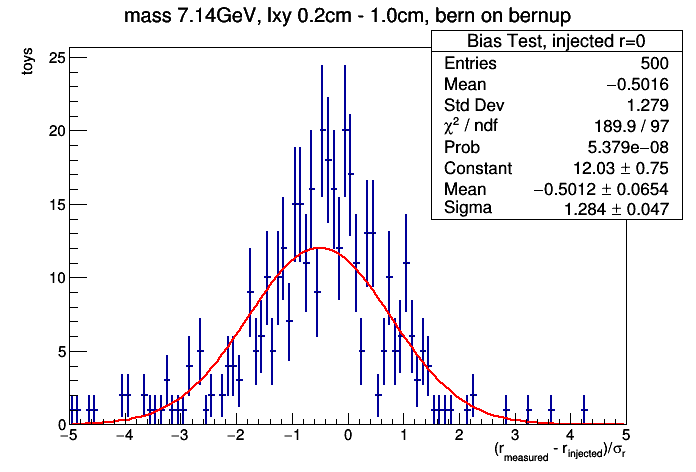 mass 7.14GeV, lxy 0.2cm - 1.0cm, bern on bernup
Bias Test, injected r=0
Entries 500
Mean −0.5016
Std Dev 1.279
χ² / ndf 189.9 / 97
Prob 5.379e−08
Constant 12.03 ± 0.75
Mean −0.5012 ± 0.0654
Sigma 1.284 ± 0.047
toys
25
20
15
10
5
0
−5 −4 −3 −2 −1 0 1 2 3 4 5
(r_measured - r_injected)/σ_r